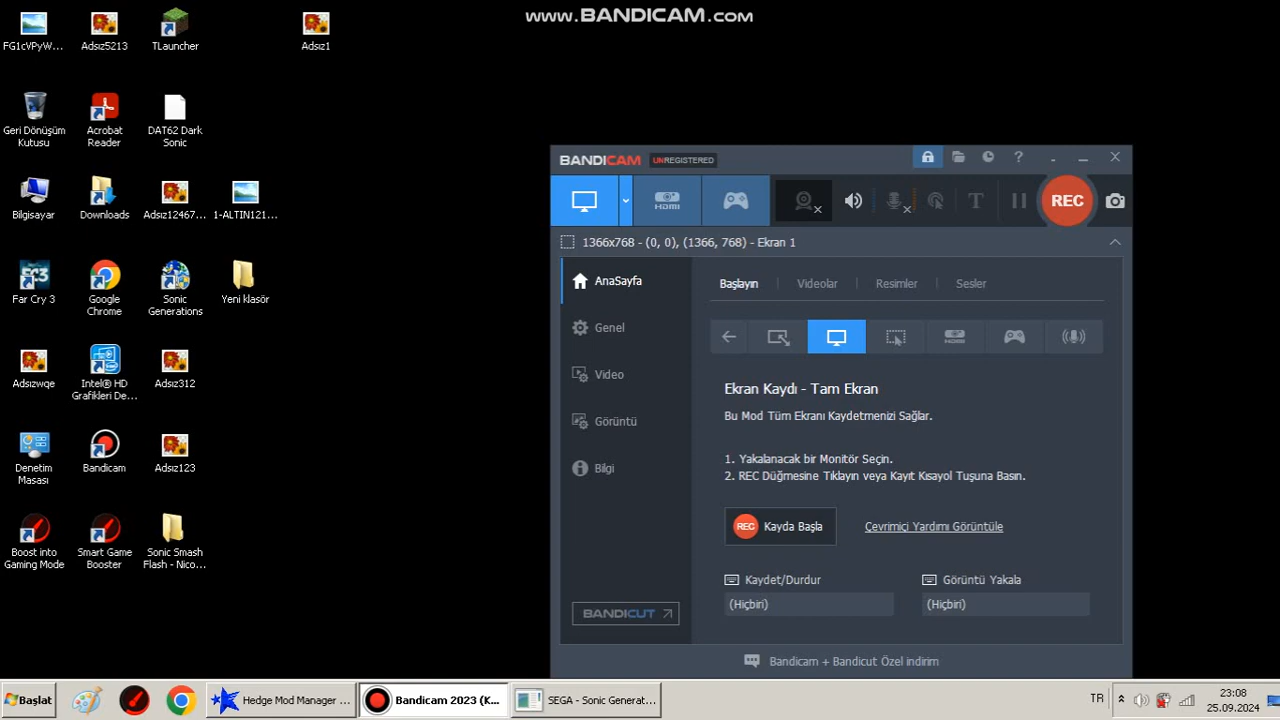 www.BANDICAM.com
FG1cVPyW...
Adsız5213
TLauncher
Adsız1
Geri Dönüşüm
Kutusu
Acrobat
Reader
DAT62 Dark
Sonic
Bilgisayar
Downloads
Adsız12467...
1-ALTIN121...
Far Cry 3
Google
Chrome
Sonic
Generations
Yeni klasör
Adsızwqe
Intel® HD
Grafikleri De...
Adsız312
Denetim
Masası
Bandicam
Adsız123
Boost into
Gaming Mode
Smart Game
Booster
Sonic Smash
Flash - Nico...
BANDICAM UNREGISTERED
HDMI
REC
1366x768 - (0, 0), (1366, 768) - Ekran 1
AnaSayfa
Genel
Video
Görüntü
Bilgi
BANDICUT
Başlayın Videolar Resimler Sesler
HDMI
Ekran Kaydı - Tam Ekran
Bu Mod Tüm Ekranı Kaydetmenizi Sağlar.
1. Yakalanacak bir Monitör Seçin.
2. REC Düğmesine Tıklayın veya Kayıt Kısayol Tuşuna Basın.
REC Kayda Başla
Çevrimiçi Yardımı Görüntüle
Kaydet/Durdur
Görüntü Yakala
(Hiçbiri)
(Hiçbiri)
Bandicam + Bandicut Özel indirim
Başlat
Hedge Mod Manager ...
Bandicam 2023 (K...
SEGA - Sonic Generat...
TR
23:08
25.09.2024